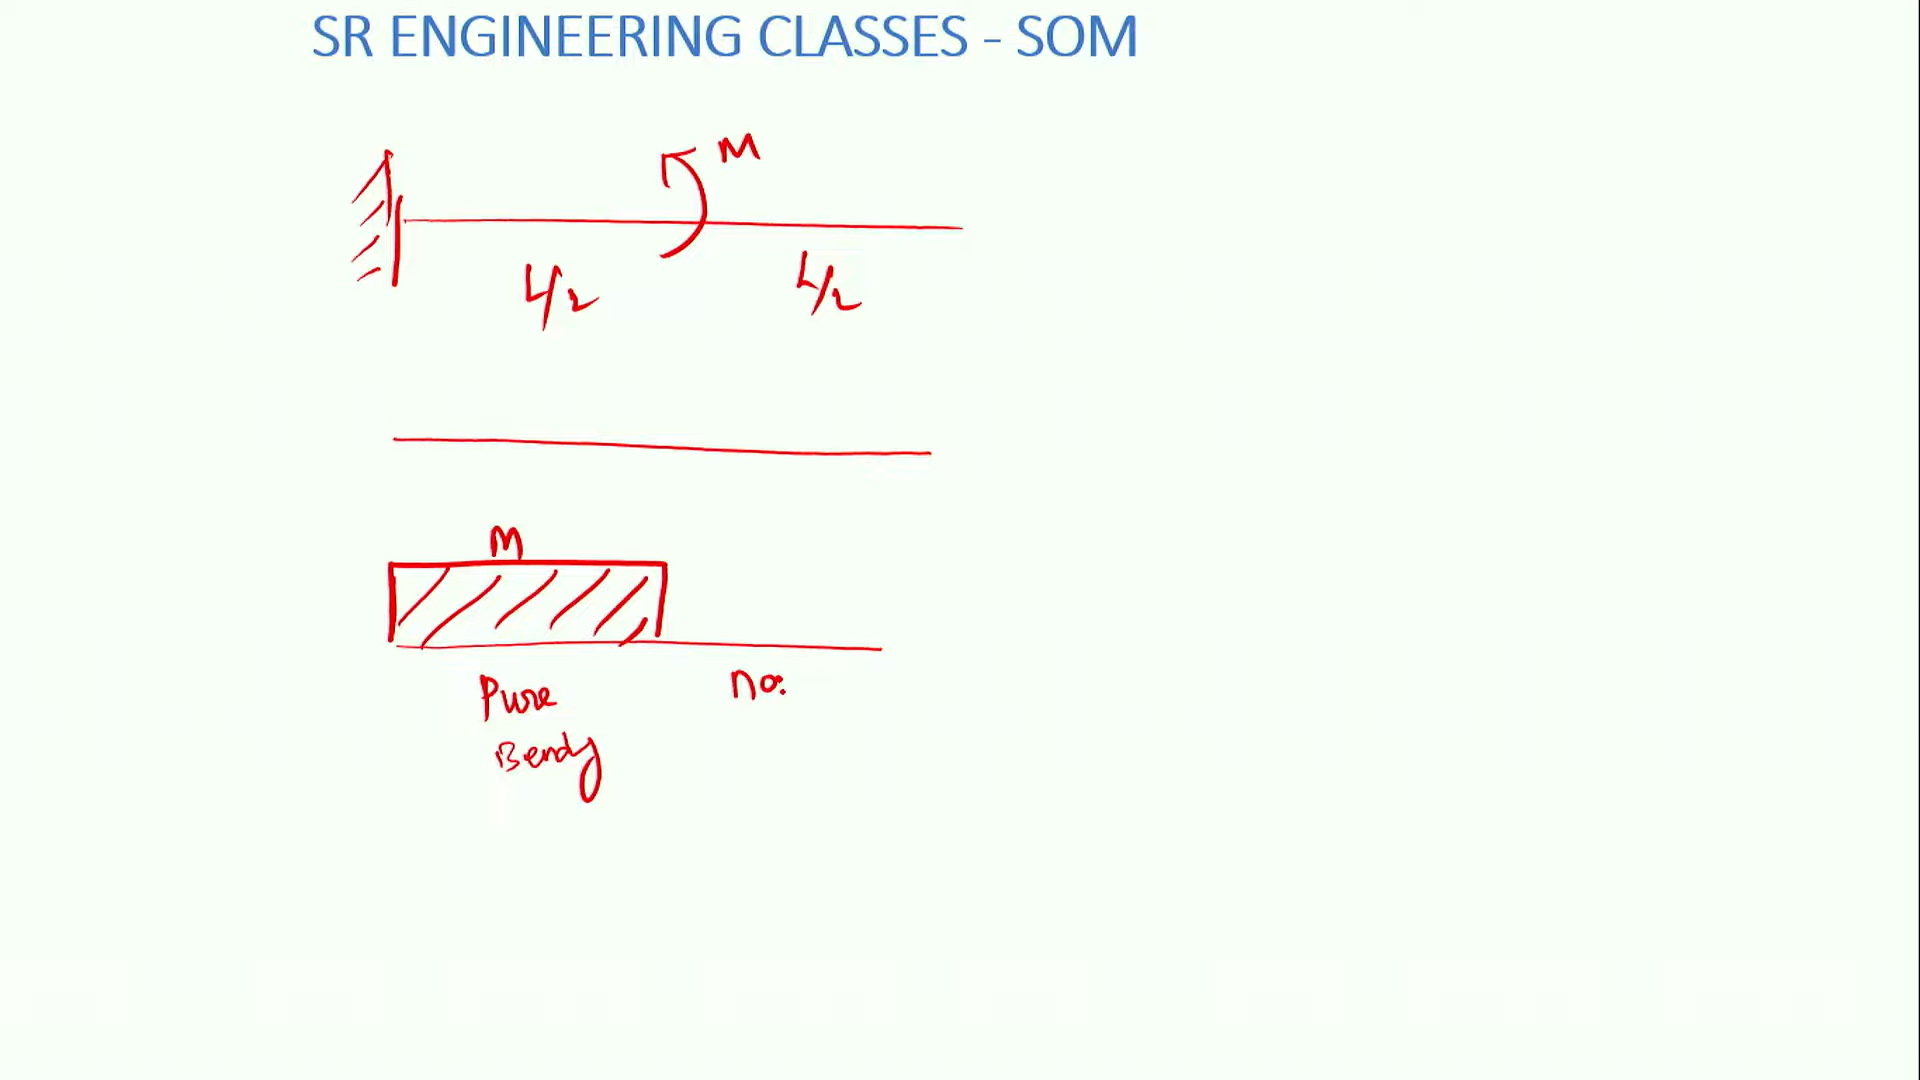 SR ENGINEERING CLASSES - SOM
M
L/2 L/2
M
Pure no.
Bendy